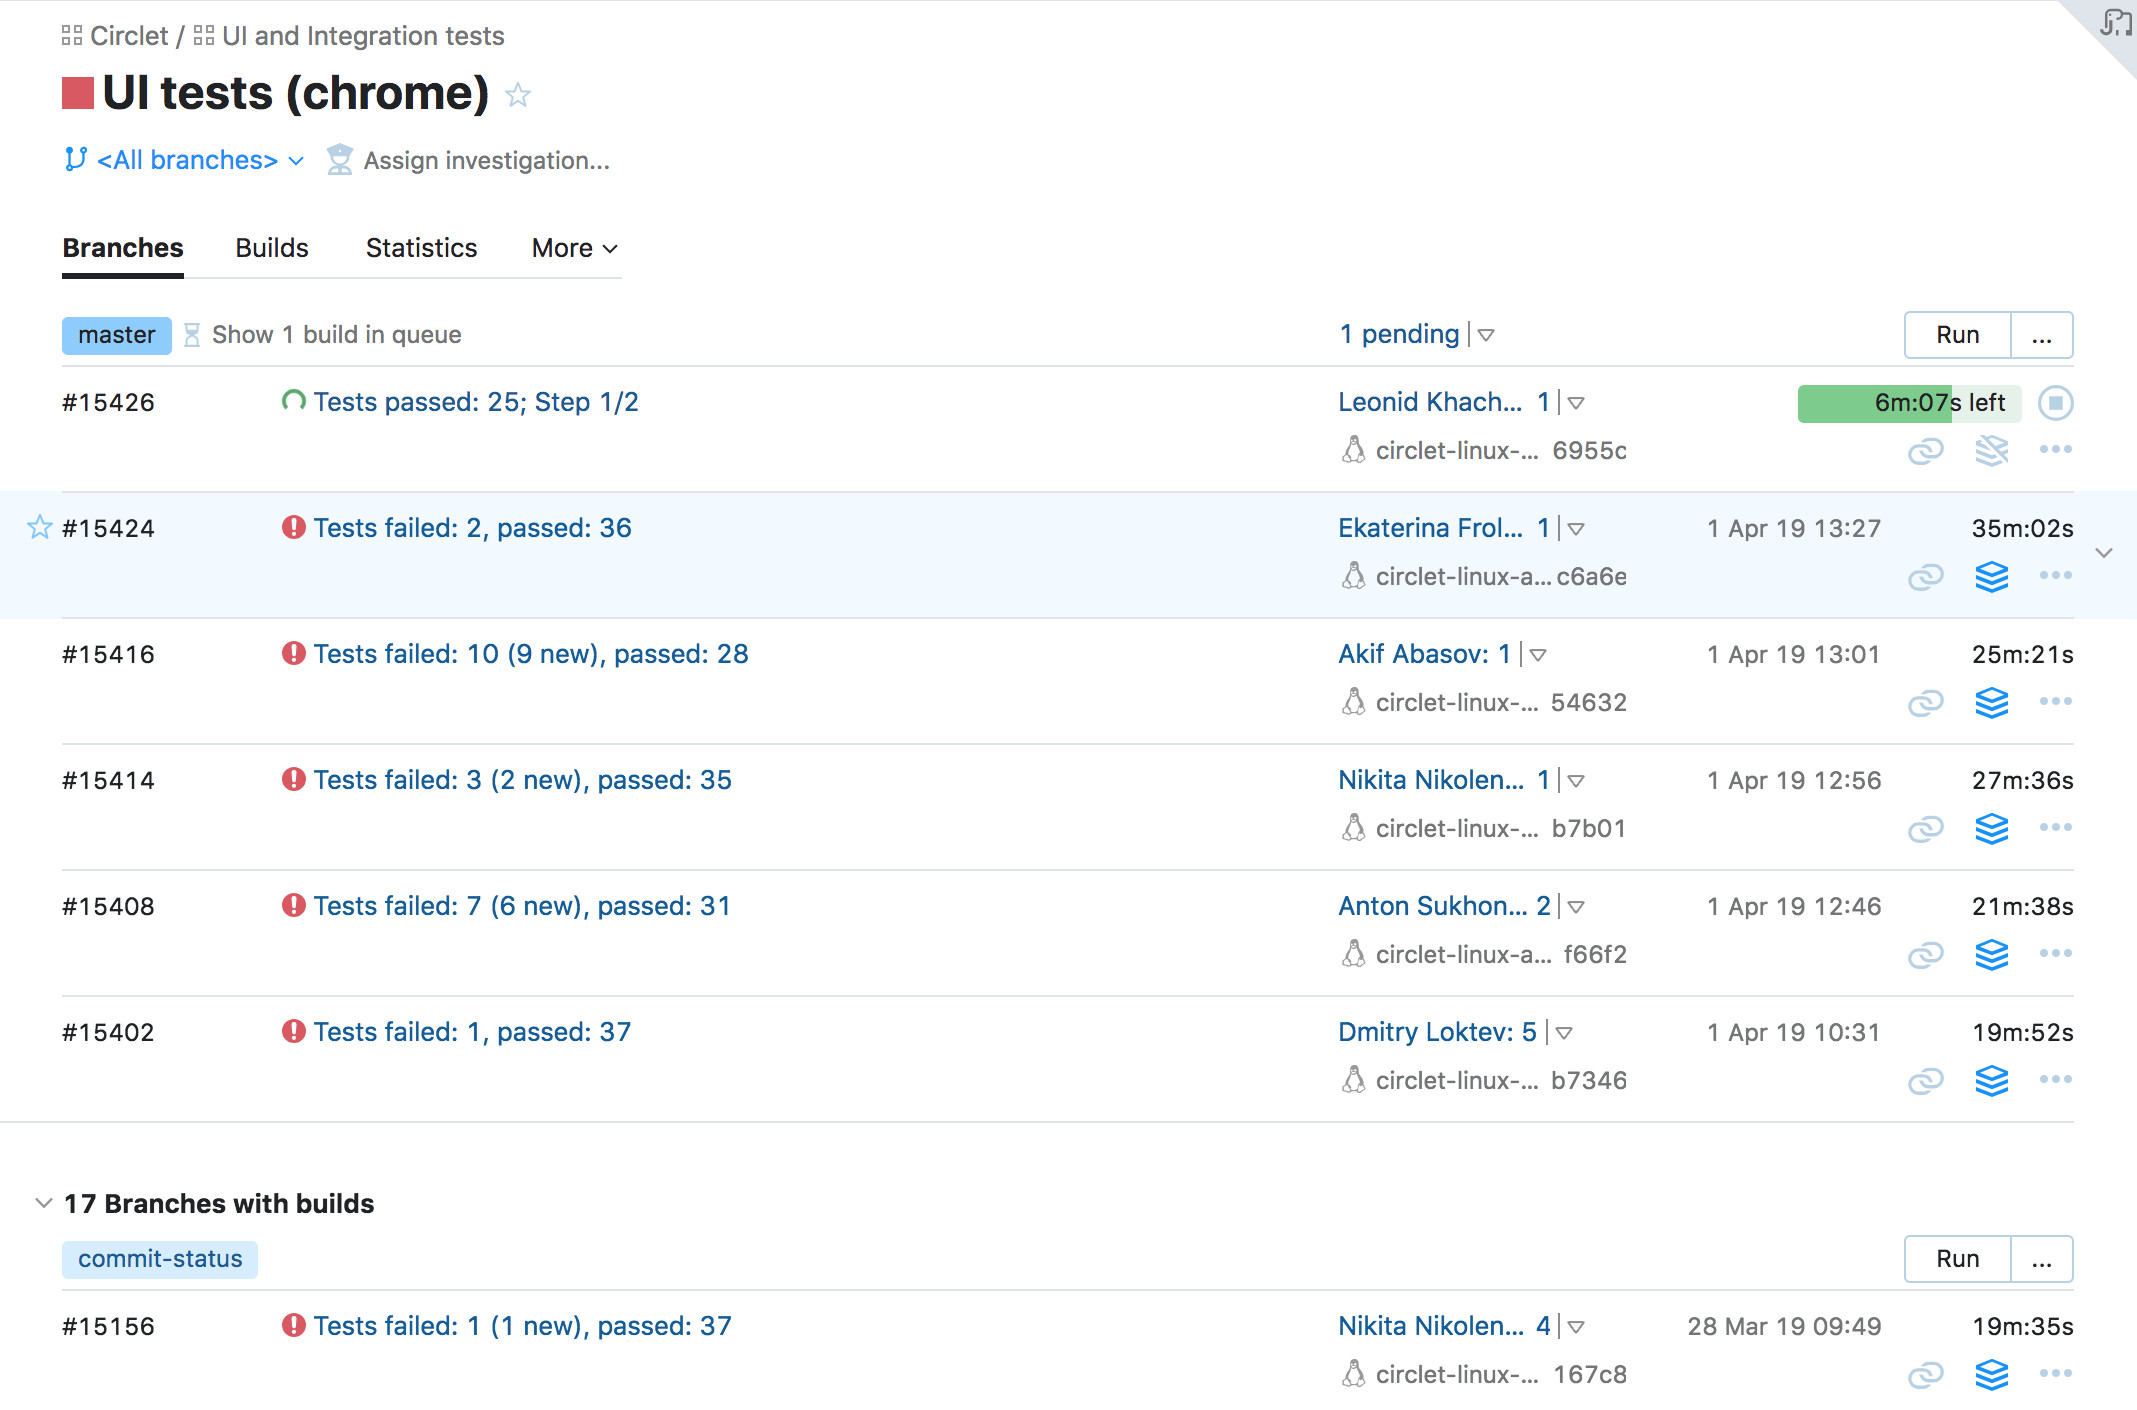 Circlet / UI and Integration tests
UI tests (chrome)
<All branches> Assign investigation...
Branches Builds Statistics More
master Show 1 build in queue 1 pending Run ...
#15426 Tests passed: 25; Step 1/2 Leonid Khach... 1 6m:07s left
circlet-linux-... 6955c
#15424 Tests failed: 2, passed: 36 Ekaterina Frol... 1 1 Apr 19 13:27 35m:02s
circlet-linux-a... c6a6e
#15416 Tests failed: 10 (9 new), passed: 28 Akif Abasov: 1 1 Apr 19 13:01 25m:21s
circlet-linux-... 54632
#15414 Tests failed: 3 (2 new), passed: 35 Nikita Nikolen... 1 1 Apr 19 12:56 27m:36s
circlet-linux-... b7b01
#15408 Tests failed: 7 (6 new), passed: 31 Anton Sukhon... 2 1 Apr 19 12:46 21m:38s
circlet-linux-a... f66f2
#15402 Tests failed: 1, passed: 37 Dmitry Loktev: 5 1 Apr 19 10:31 19m:52s
circlet-linux-... b7346
17 Branches with builds
commit-status Run ...
#15156 Tests failed: 1 (1 new), passed: 37 Nikita Nikolen... 4 28 Mar 19 09:49 19m:35s
circlet-linux-... 167c8